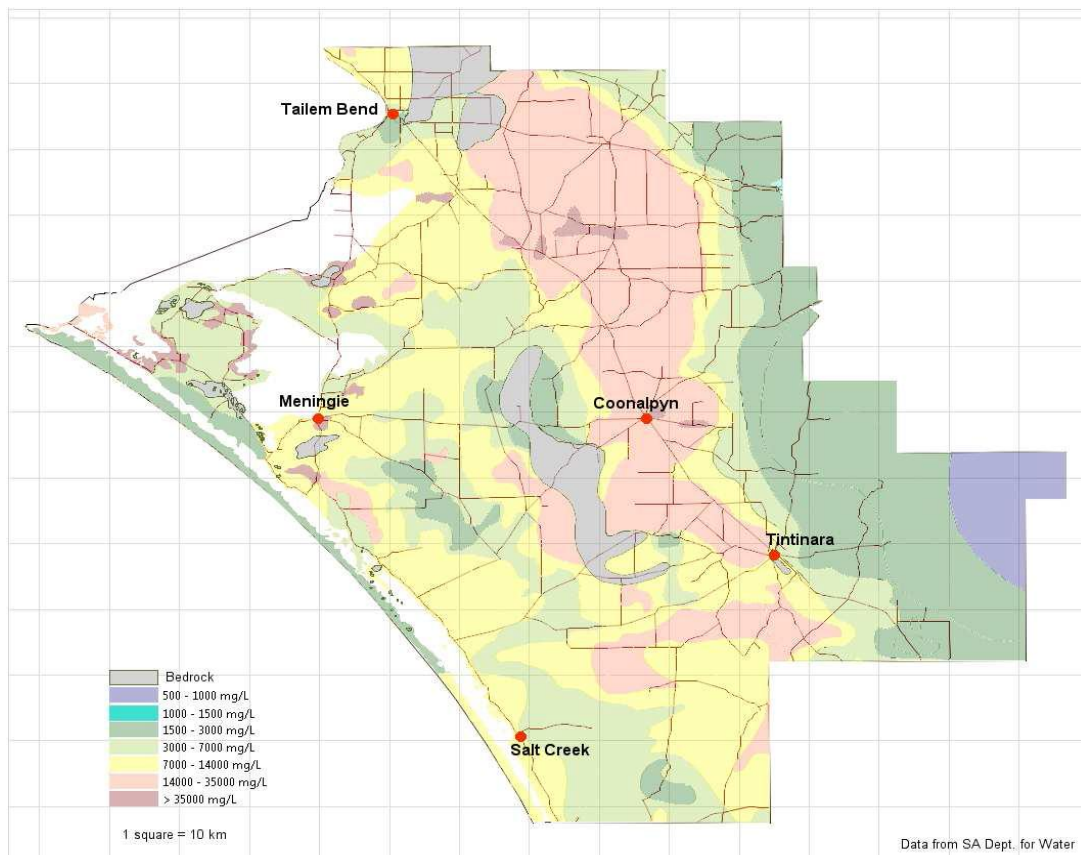 Tailem Bend
Meningie
Coonalpyn
Tintinara
Salt Creek
Bedrock
500 - 1000 mg/L
1000 - 1500 mg/L
1500 - 3000 mg/L
3000 - 7000 mg/L
7000 - 14000 mg/L
14000 - 35000 mg/L
> 35000 mg/L
1 square = 10 km
Data from SA Dept. for Water